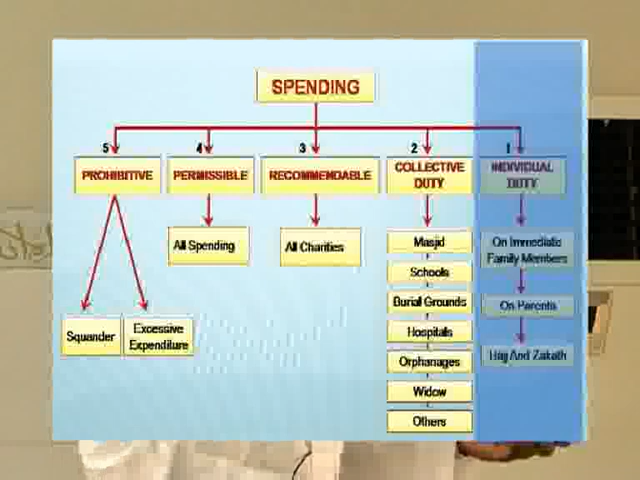 SPENDING
5
4
3
2
1
PROHIBITIVE
PERMISSIBLE
RECOMMENDABLE
COLLECTIVE
DUTY
INDIVIDUAL
DUTY
All Spending
All Charities
Masjid
Schools
Burial Grounds
Hospitals
Orphanages
Widow
Others
On Immediate
Family Members
On Parents
Hajj And Zakath
Squander
Excessive
Expenditure